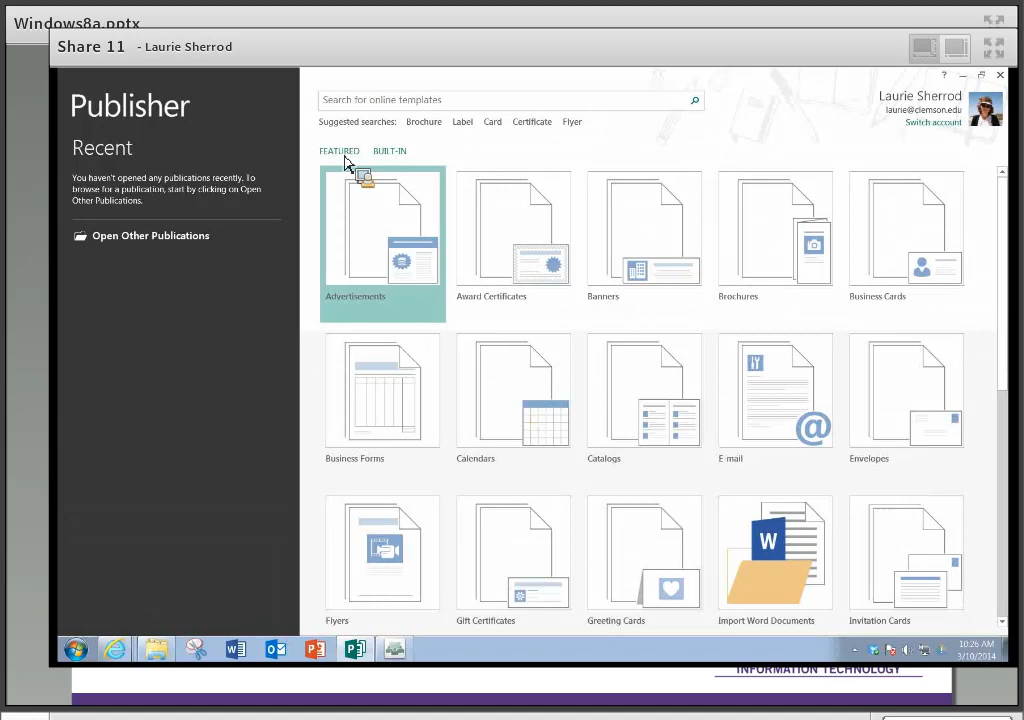 Windows8a.pptx
Share 11 - Laurie Sherrod
Publisher
Recent
You haven't opened any publications recently. To
browse for a publication, start by clicking on Open
Other Publications.
Open Other Publications
Search for online templates
Suggested searches: Brochure Label Card Certificate Flyer
?
Laurie Sherrod
laurie@clemson.edu
Switch account
FEATURED BUILT-IN
Advertisements Award Certificates Banners Brochures Business Cards
@
Business Forms Calendars Catalogs E-mail Envelopes
W
Flyers Gift Certificates Greeting Cards Import Word Documents Invitation Cards
10:26 AM
3/10/2014
INFORMATION TECHNOLOGY